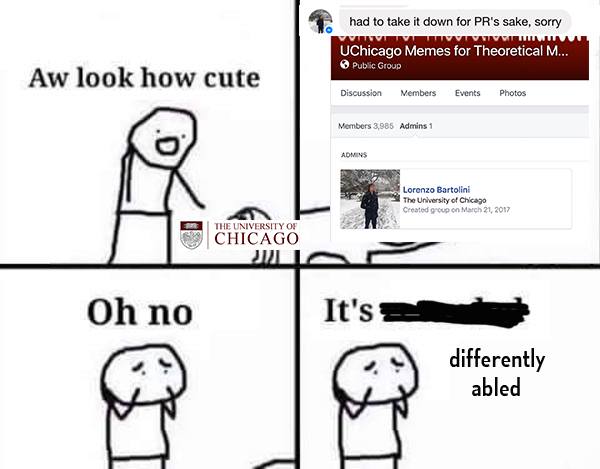 Aw look how cute
had to take it down for PR's sake, sorry
UChicago Memes for Theoretical M...
Public Group
Discussion Members Events Photos
Members 3,985 Admins 1
ADMINS
Lorenzo Bartolini
The University of Chicago
Created group on March 21, 2017
THE UNIVERSITY OF
CHICAGO
Oh no
It's
differently
abled